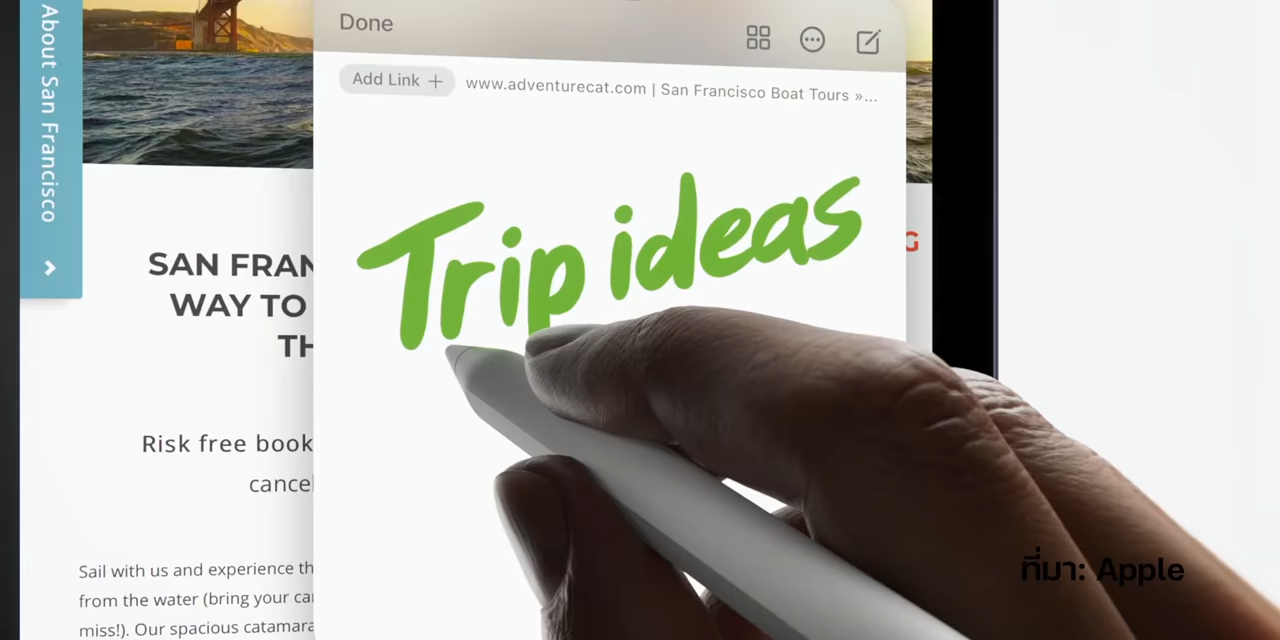 About San Francisco
Done
Add Link +
www.adventurecat.com | San Francisco Boat Tours »...
Trip ideas
G
SAN FRAN
WAY TO
TH
Risk free book
cancel
Sail with us and experience th
from the water (bring your ca
miss!). Our spacious catamara
ที่มา: Apple